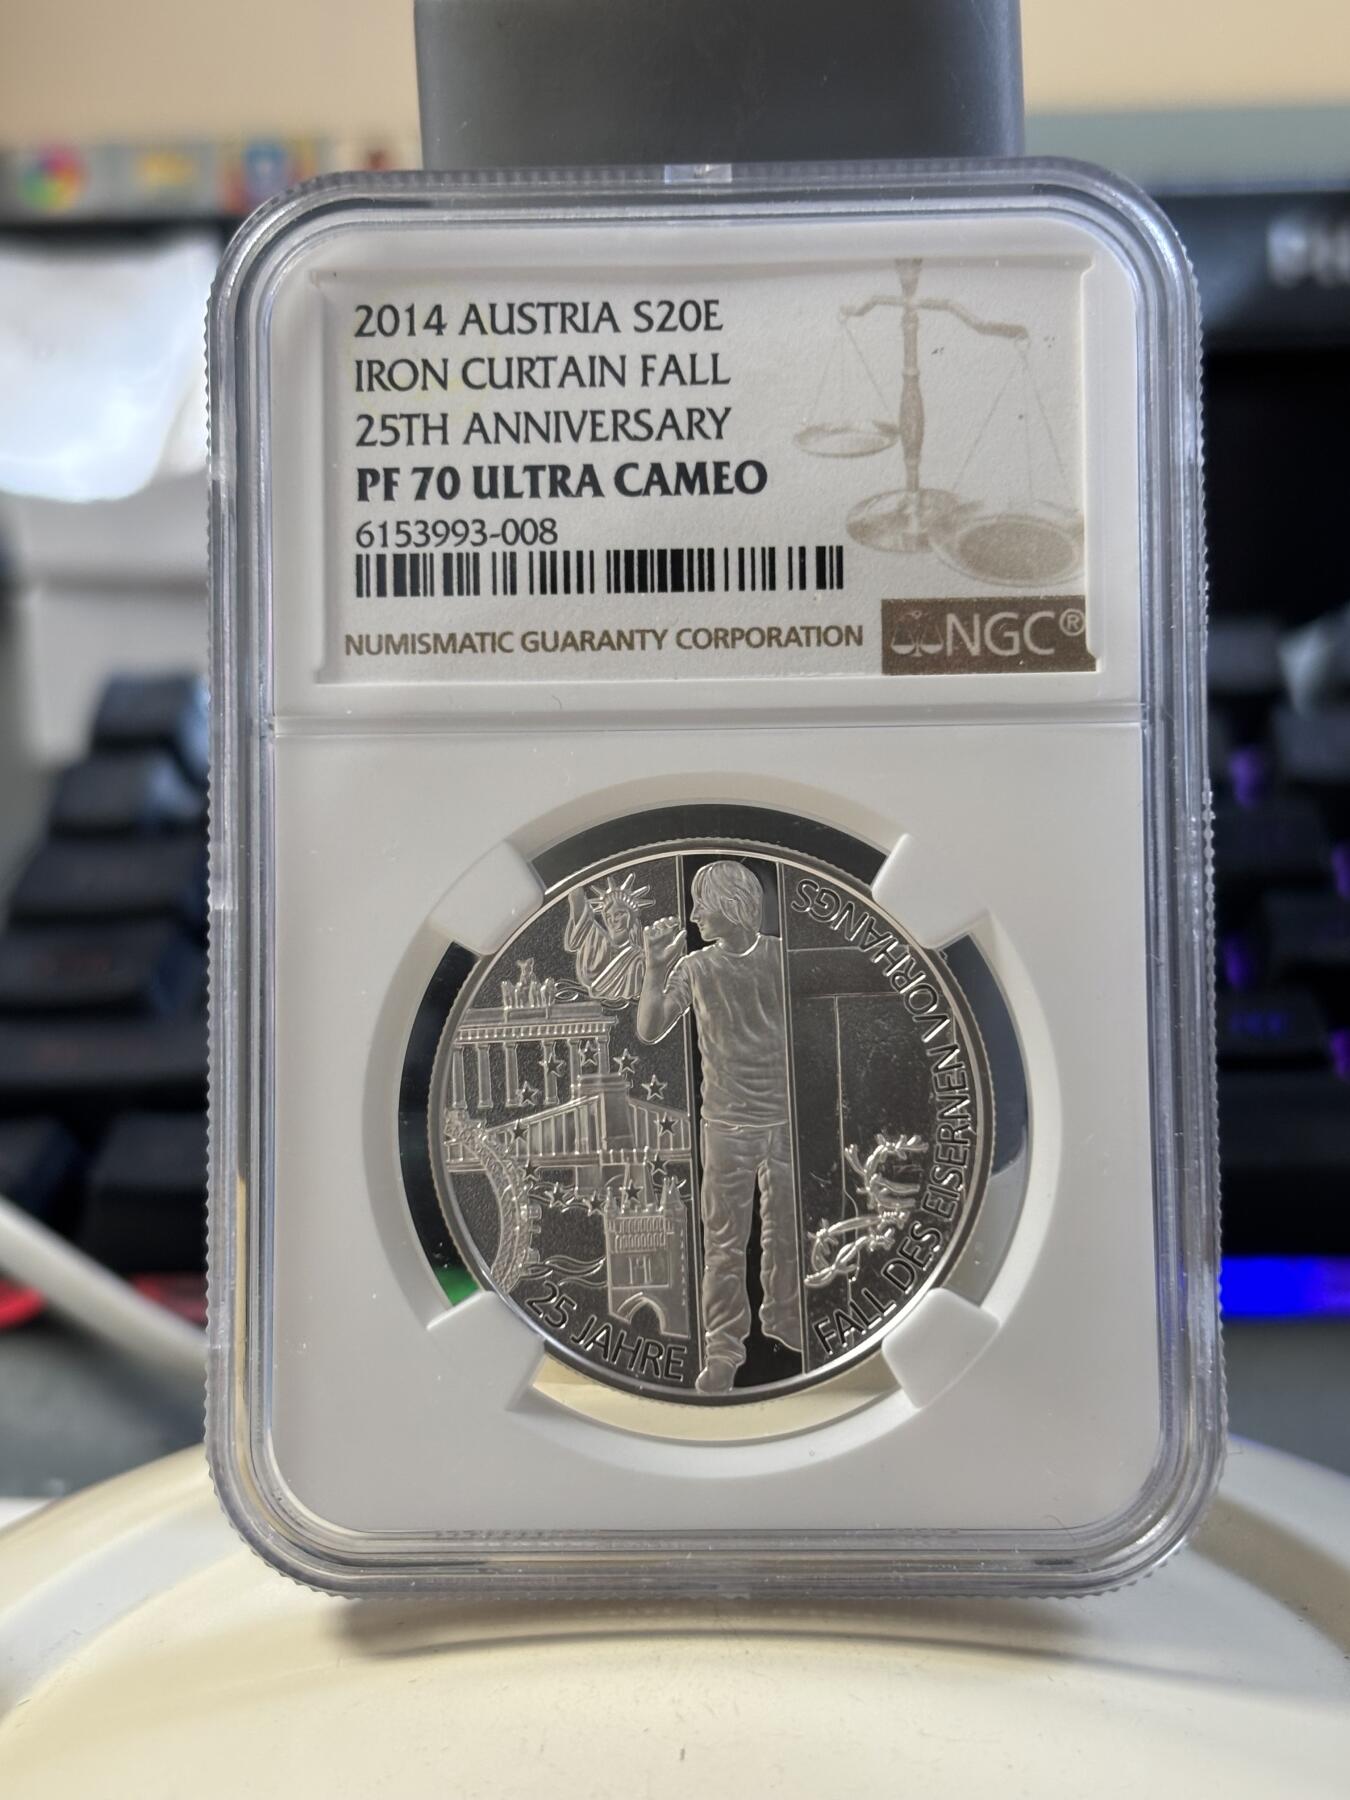 2014 AUSTRIA S20E
IRON CURTAIN FALL
25TH ANNIVERSARY
PF 70 ULTRA CAMEO
6153993-008
NUMISMATIC GUARANTY CORPORATION
NGC®
25 JAHRE
FALL DES EISERNEN VORHANGS